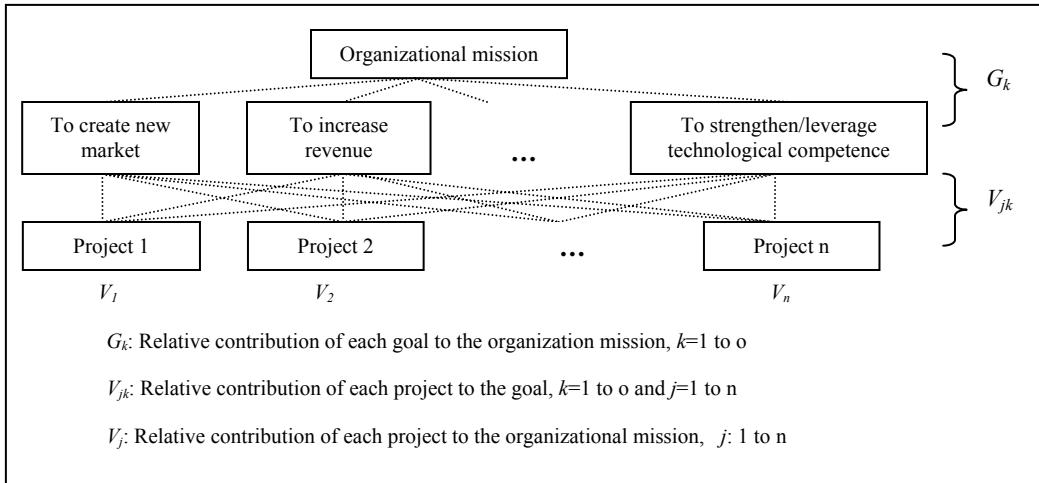 Organizational mission
G_k
To create new
market
To increase
revenue
...
To strengthen/leverage
technological competence
V_jk
Project 1
Project 2
...
Project n
V_1
V_2
V_n
G_k: Relative contribution of each goal to the organization mission, k=1 to o
V_jk: Relative contribution of each project to the goal, k=1 to o and j=1 to n
V_j: Relative contribution of each project to the organizational mission, j: 1 to n